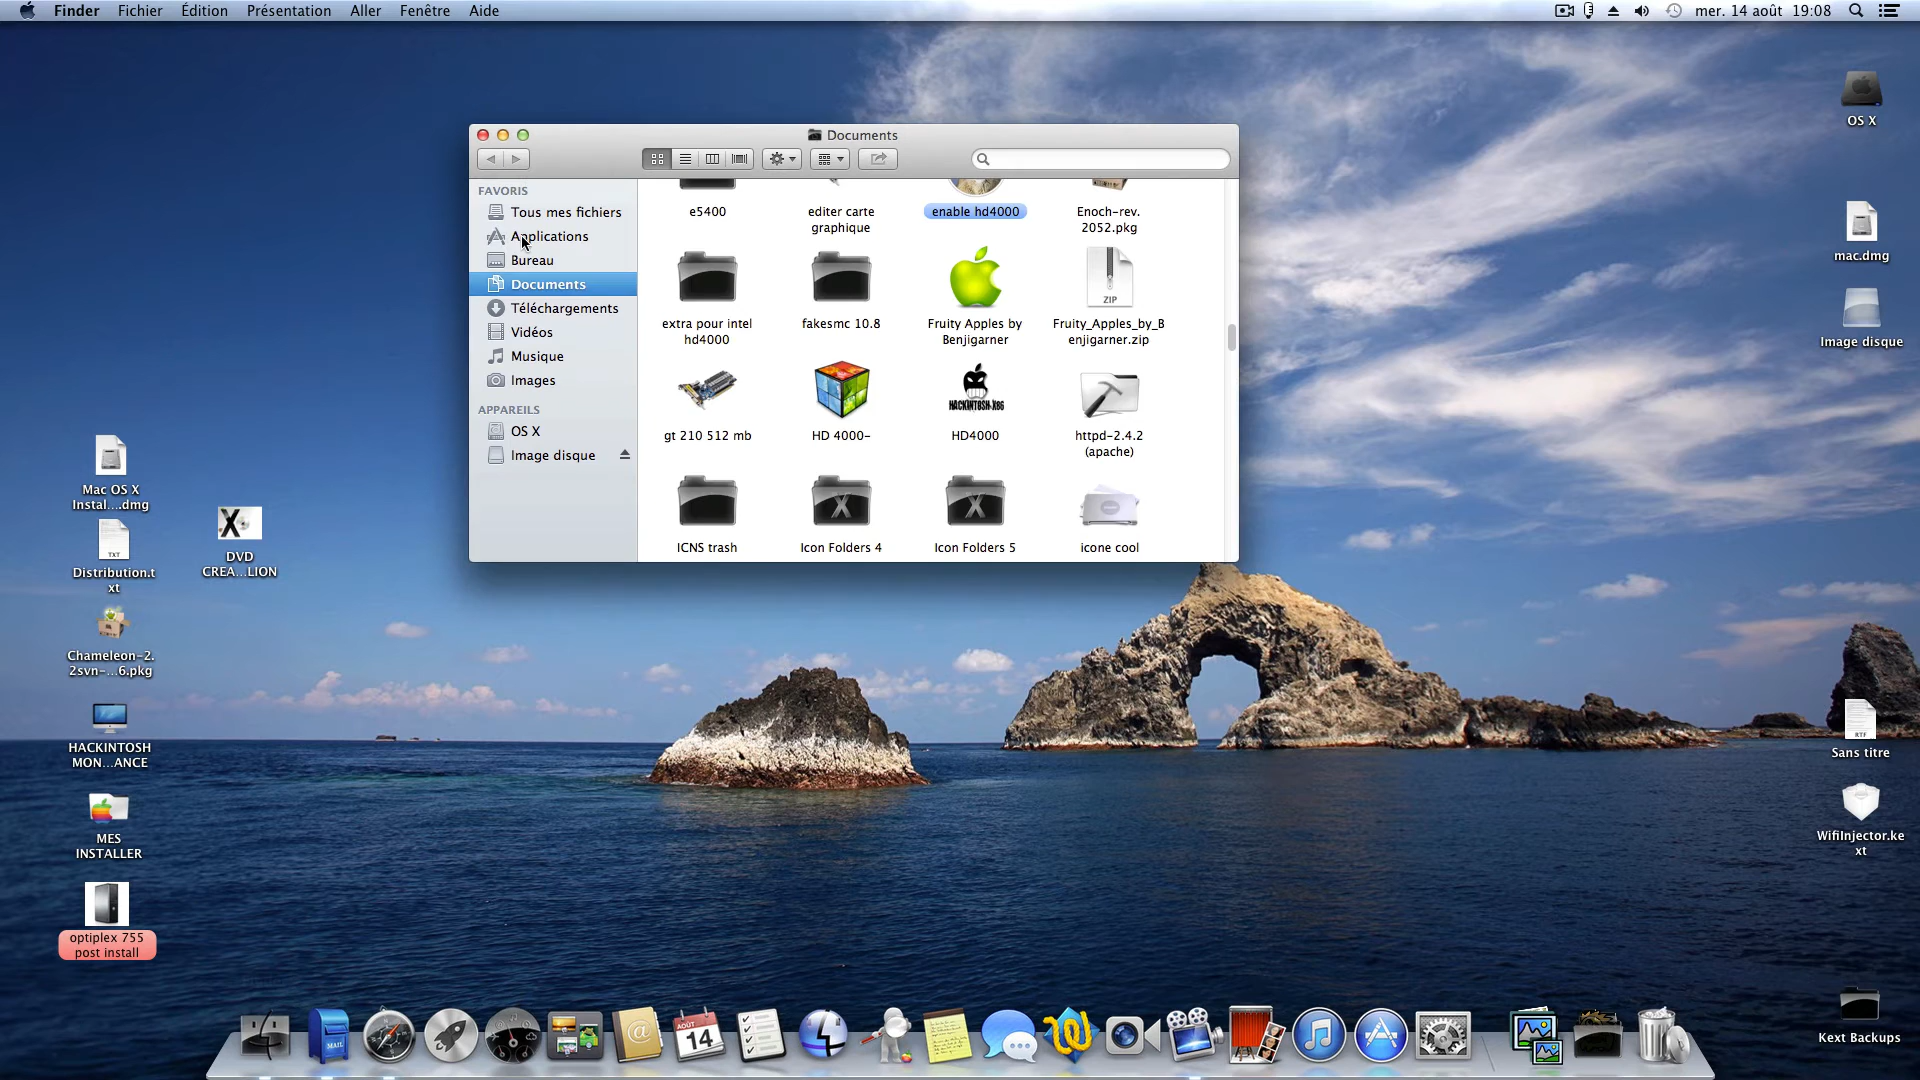 Finder Fichier Édition Présentation Aller Fenêtre Aide
mer. 14 août 19:08
Documents
FAVORIS
Tous mes fichiers
Applications
Bureau
Documents
Téléchargements
Vidéos
Musique
Images
APPAREILS
OS X
Image disque
e5400
editer carte
graphique
enable hd4000
Enoch-rev.
2052.pkg
extra pour intel
hd4000
fakesmc 10.8
Fruity Apples by
Benjigarner
ZIP
Fruity_Apples_by_B
enjigarner.zip
gt 210 512 mb
HD 4000-
HACKINTOSH-X86
HD4000
httpd-2.4.2
(apache)
ICNS trash
Icon Folders 4
Icon Folders 5
icone cool
OS X
mac.dmg
Image disque
Mac OS X
Instal....dmg
TXT
Distribution.t
xt
DVD
CREA...LION
Chameleon-2.
2svn-...6.pkg
HACKINTOSH
MON...ANCE
MES
INSTALLER
optiplex 755
post install
RTF
Sans titre
WifiInjector.ke
xt
Kext Backups
MAIL
AOÛT
14